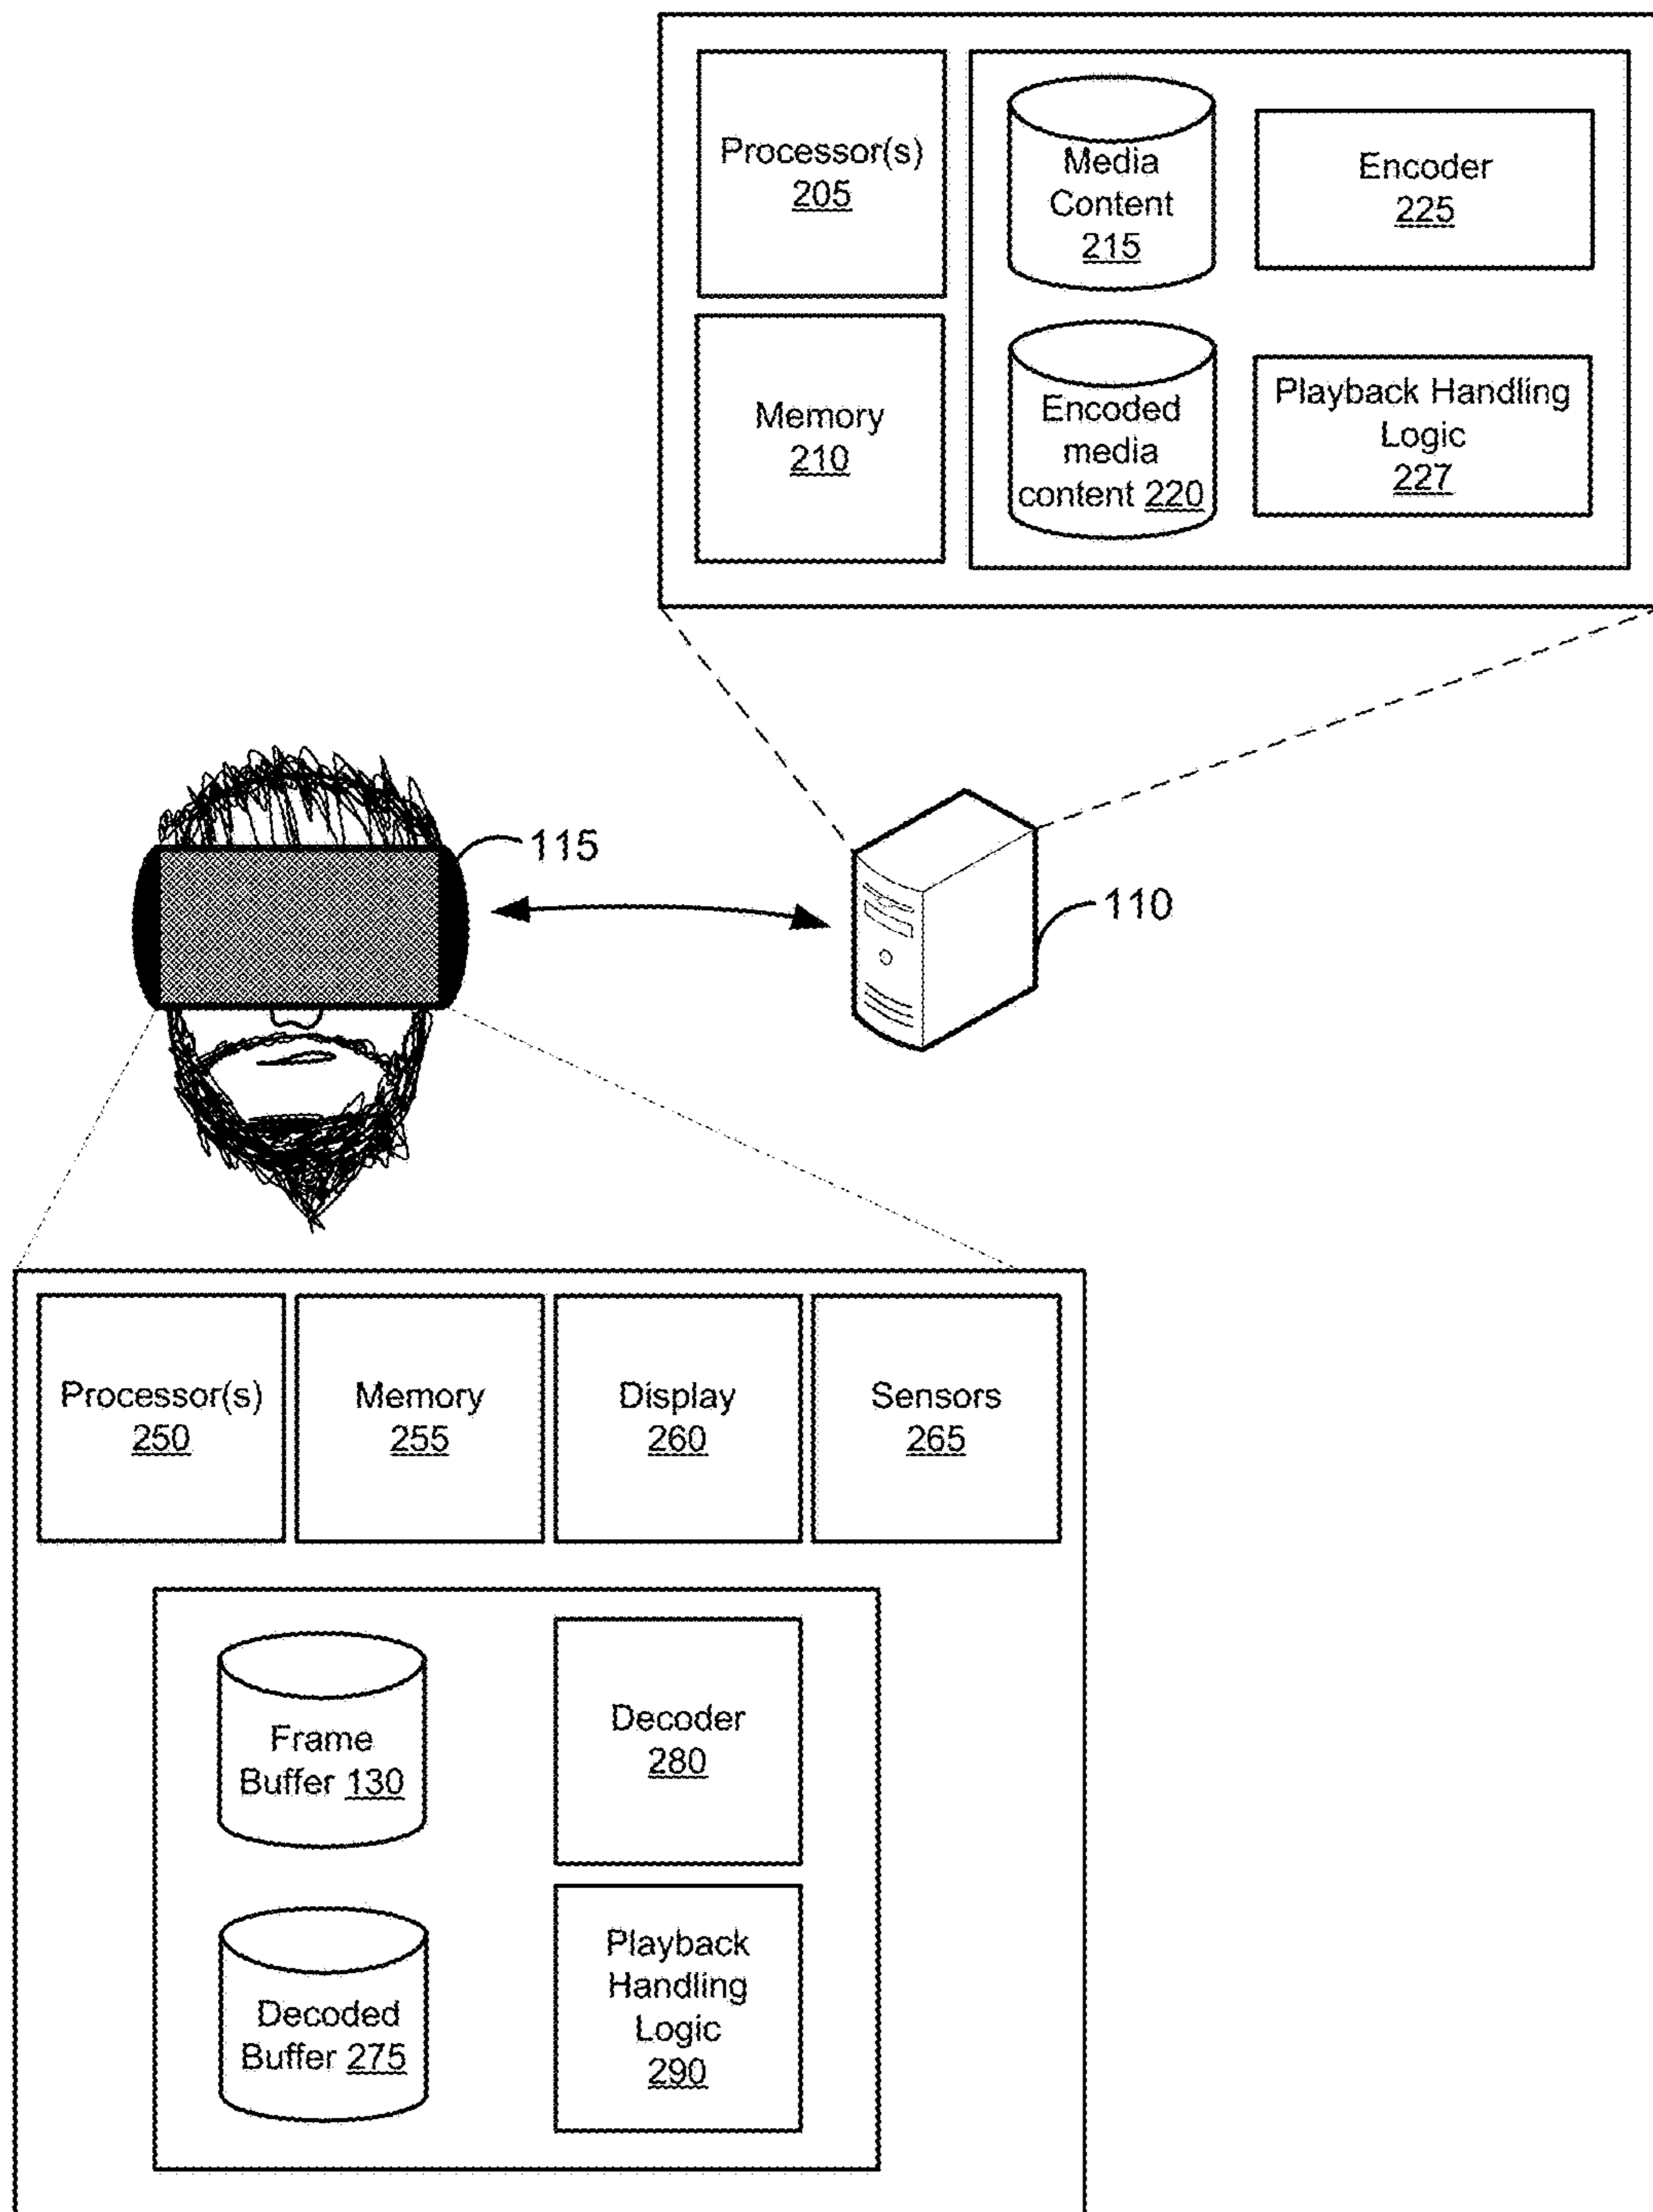 Processor(s)
205
Media
Content
215
Encoder
225
Memory
210
Encoded
media
content 220
Playback Handling
Logic
227
115
110
Processor(s)
250
Memory
255
Display
260
Sensors
265
Frame
Buffer 130
Decoder
280
Decoded
Buffer 275
Playback
Handling
Logic
290